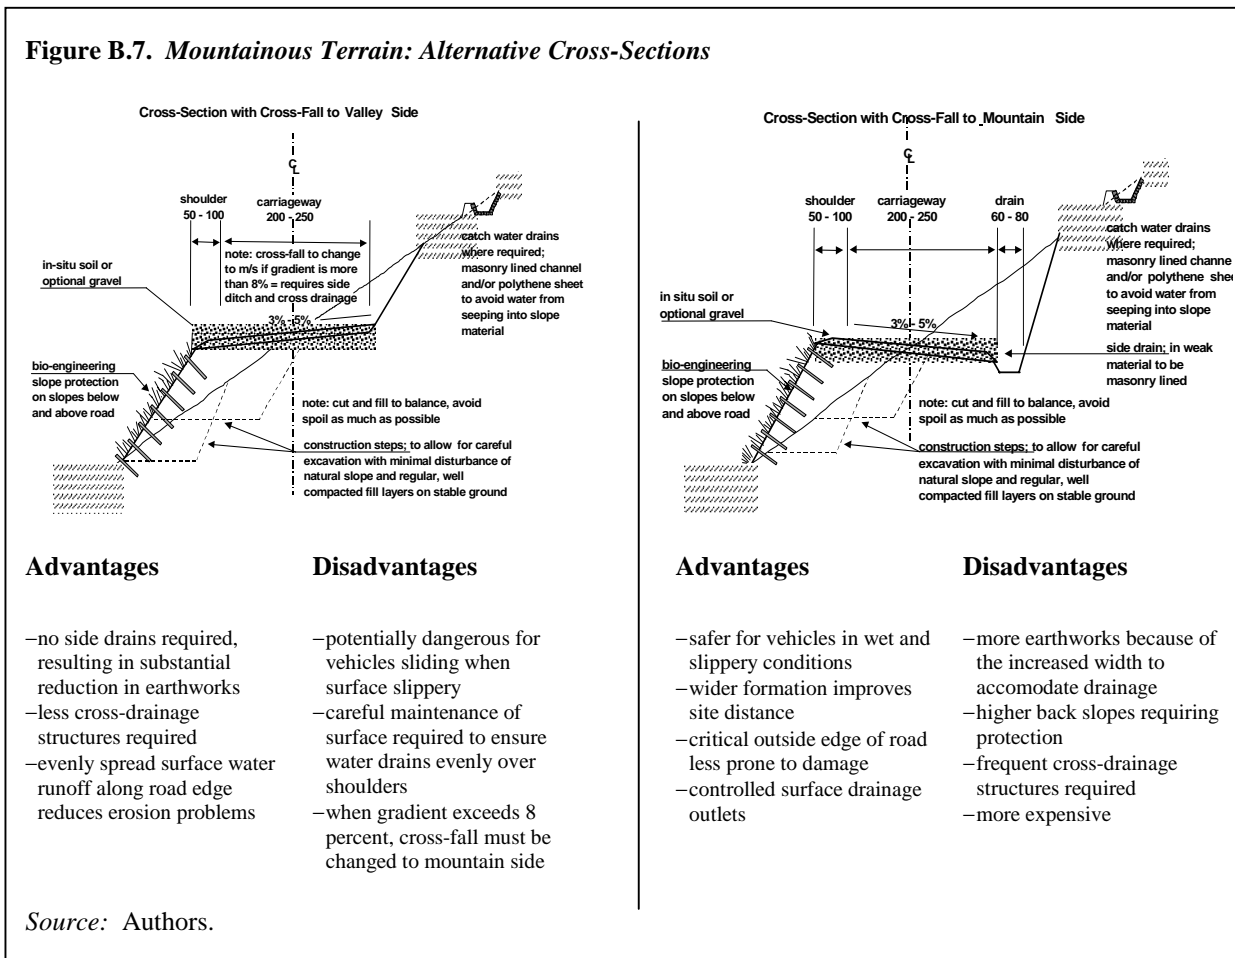 Figure B.7. Mountainous Terrain: Alternative Cross-Sections
Cross-Section with Cross-Fall to Valley Side
C
L
shoulder
50 - 100
carriageway
200 - 250
note: cross-fall to change
to m/s if gradient is more
than 8% = requires side
ditch and cross drainage
catch water drains
where required;
masonry lined channel
and/or polythene sheet
to avoid water from
seeping into slope
material
in-situ soil or
optional gravel
3% - 5%
bio-engineering
slope protection
on slopes below
and above road
note: cut and fill to balance, avoid
spoil as much as possible
construction steps; to allow for careful
excavation with minimal disturbance of
natural slope and regular, well
compacted fill layers on stable ground
Advantages
−no side drains required,
resulting in substantial
reduction in earthworks
−less cross-drainage
structures required
−evenly spread surface water
runoff along road edge
reduces erosion problems
Disadvantages
−potentially dangerous for
vehicles sliding when
surface slippery
−careful maintenance of
surface required to ensure
water drains evenly over
shoulders
−when gradient exceeds 8
percent, cross-fall must be
changed to mountain side
Cross-Section with Cross-Fall to Mountain Side
C
L
shoulder
50 - 100
carriageway
200 - 250
drain
60 - 80
catch water drains
where required;
masonry lined channe
and/or polythene shee
to avoid water from
seeping into slope
material
in situ soil or
optional gravel
3% - 5%
side drain; in weak
material to be
masonry lined
bio-engineering
slope protection
on slopes below
and above road
note: cut and fill to balance, avoid
spoil as much as possible
construction steps; to allow for careful
excavation with minimal disturbance of
natural slope and regular, well
compacted fill layers on stable ground
Advantages
−safer for vehicles in wet and
slippery conditions
−wider formation improves
site distance
−critical outside edge of road
less prone to damage
−controlled surface drainage
outlets
Disadvantages
−more earthworks because of
the increased width to
accomodate drainage
−higher back slopes requiring
protection
−frequent cross-drainage
structures required
−more expensive
Source: Authors.